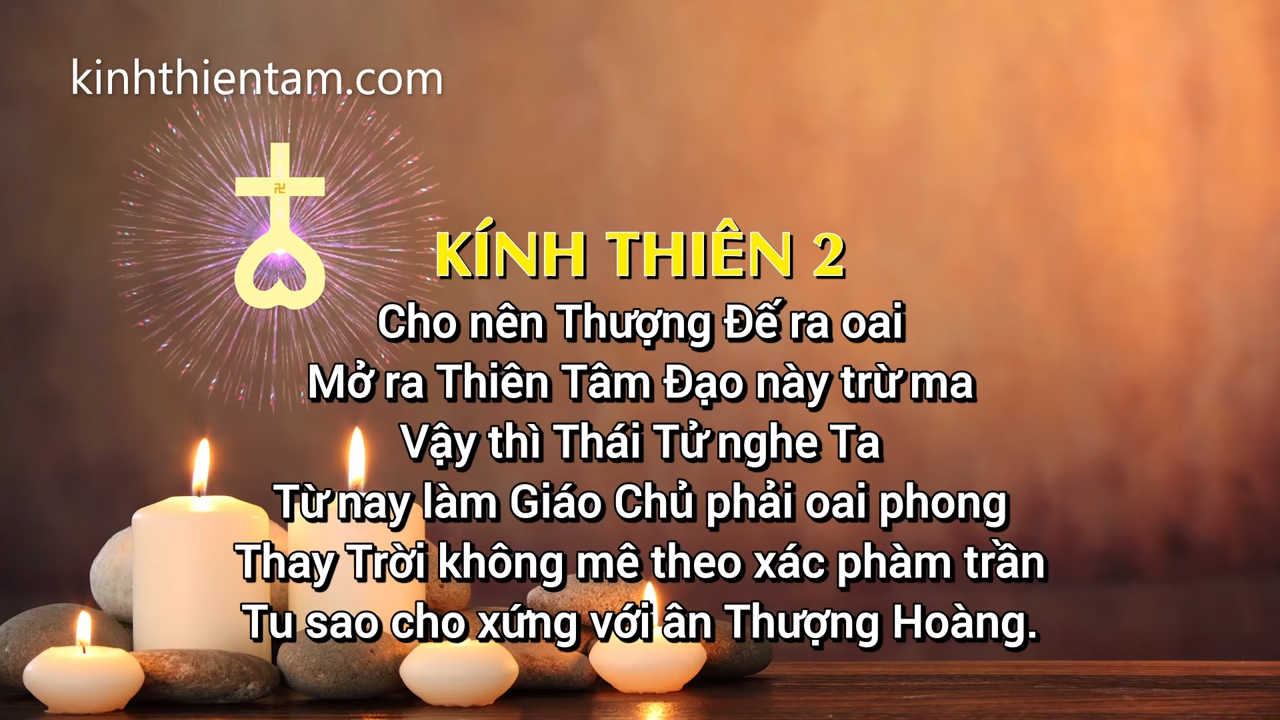 kinhthientam.com
卍
KÍNH THIÊN 2
Cho nên Thượng Đế ra oai
Mở ra Thiên Tâm Đạo này trừ ma
Vậy thì Thái Tử nghe Ta
Từ nay làm Giáo Chủ phải oai phong
Thay Trời không mê theo xác phàm trần
Tu sao cho xứng với ân Thượng Hoàng.